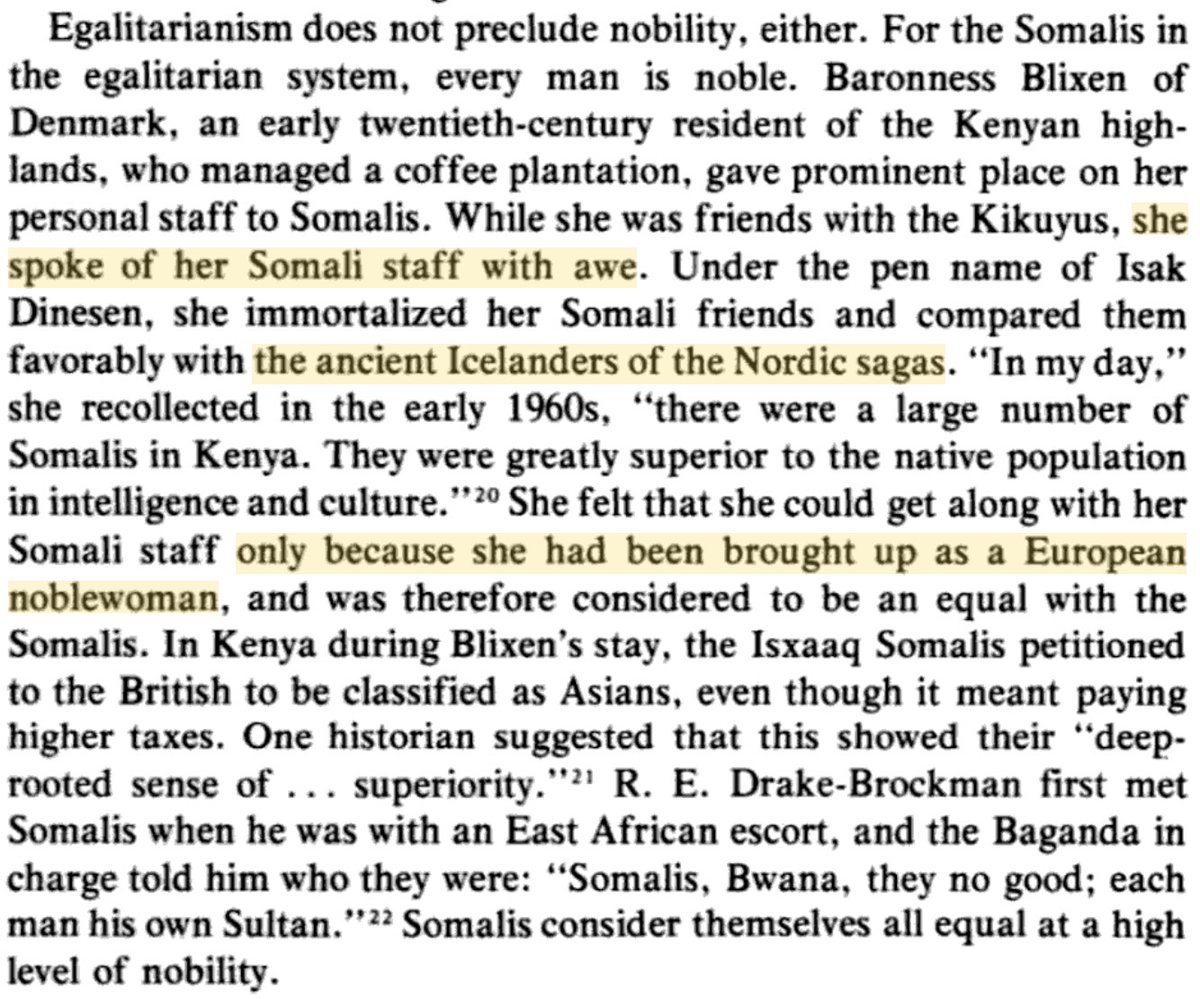 Egalitarianism does not preclude nobility, either. For the Somalis in
the egalitarian system, every man is noble. Baronness Blixen of
Denmark, an early twentieth-century resident of the Kenyan high-
lands, who managed a coffee plantation, gave prominent place on her
personal staff to Somalis. While she was friends with the Kikuyus, she
spoke of her Somali staff with awe. Under the pen name of Isak
Dinesen, she immortalized her Somali friends and compared them
favorably with the ancient Icelanders of the Nordic sagas. “In my day,”
she recollected in the early 1960s, “there were a large number of
Somalis in Kenya. They were greatly superior to the native population
in intelligence and culture.”²⁰ She felt that she could get along with her
Somali staff only because she had been brought up as a European
noblewoman, and was therefore considered to be an equal with the
Somalis. In Kenya during Blixen’s stay, the Isxaaq Somalis petitioned
to the British to be classified as Asians, even though it meant paying
higher taxes. One historian suggested that this showed their “deep-
rooted sense of ... superiority.”²¹ R. E. Drake-Brockman first met
Somalis when he was with an East African escort, and the Baganda in
charge told him who they were: “Somalis, Bwana, they no good; each
man his own Sultan.”²² Somalis consider themselves all equal at a high
level of nobility.